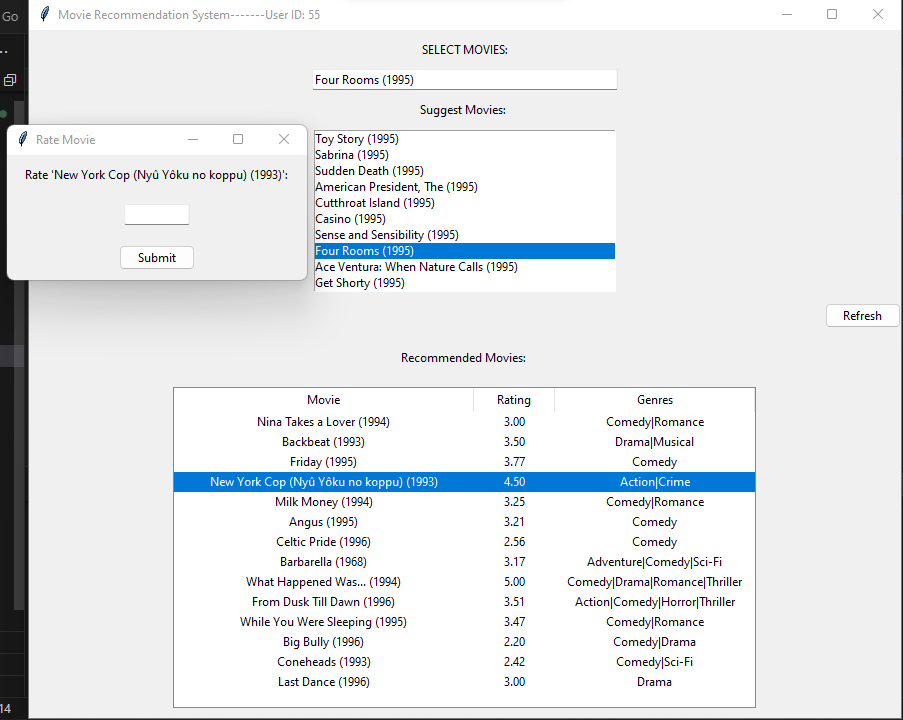 Go
Movie Recommendation System-------User ID: 55
SELECT MOVIES:
Four Rooms (1995)
Suggest Movies:
Rate Movie
Rate 'New York Cop (Nyû Yôku no koppu) (1993)':
Submit
Toy Story (1995)
Sabrina (1995)
Sudden Death (1995)
American President, The (1995)
Cutthroat Island (1995)
Casino (1995)
Sense and Sensibility (1995)
Four Rooms (1995)
Ace Ventura: When Nature Calls (1995)
Get Shorty (1995)
Refresh
Recommended Movies:
Movie Rating Genres
Nina Takes a Lover (1994) 3.00 Comedy|Romance
Backbeat (1993) 3.50 Drama|Musical
Friday (1995) 3.77 Comedy
New York Cop (Nyû Yôku no koppu) (1993) 4.50 Action|Crime
Milk Money (1994) 3.25 Comedy|Romance
Angus (1995) 3.21 Comedy
Celtic Pride (1996) 2.56 Comedy
Barbarella (1968) 3.17 Adventure|Comedy|Sci-Fi
What Happened Was... (1994) 5.00 Comedy|Drama|Romance|Thriller
From Dusk Till Dawn (1996) 3.51 Action|Comedy|Horror|Thriller
While You Were Sleeping (1995) 3.47 Comedy|Romance
Big Bully (1996) 2.20 Comedy|Drama
Coneheads (1993) 2.42 Comedy|Sci-Fi
Last Dance (1996) 3.00 Drama
14